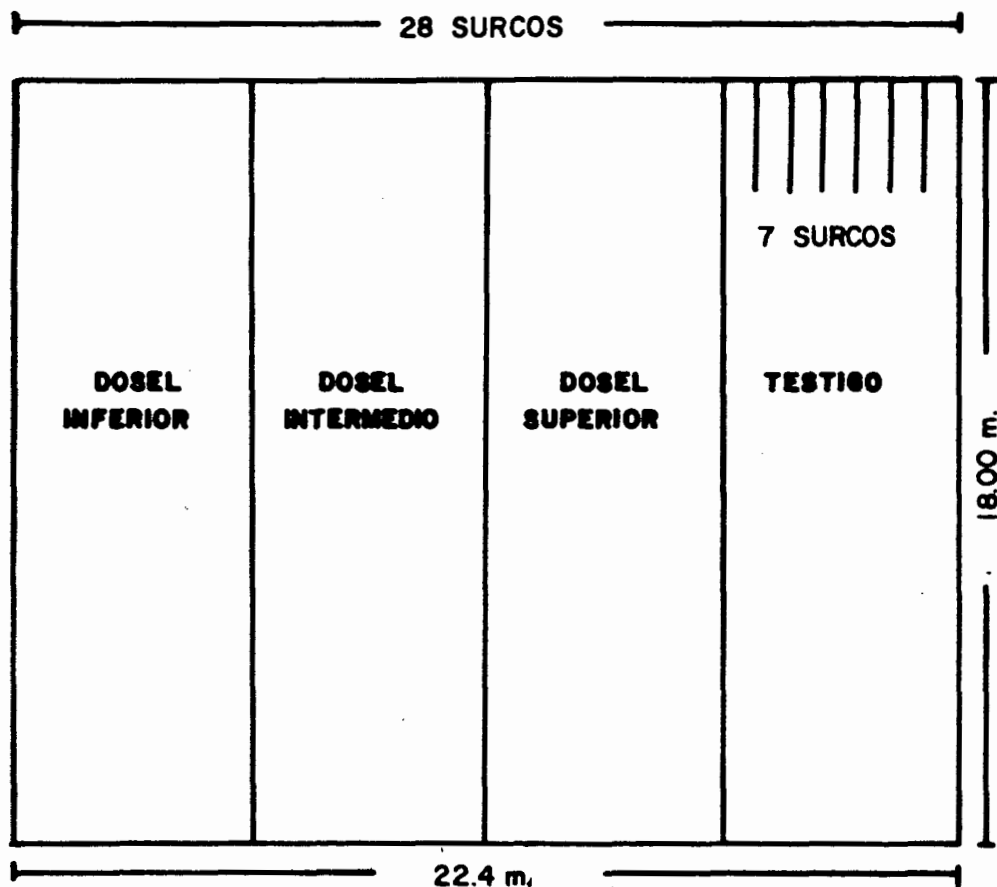 28 SURCOS
7 SURCOS
DOSEL
INFERIOR
DOSEL
INTERMEDIO
DOSEL
SUPERIOR
TESTIGO
18.00 m.
22.4 m.